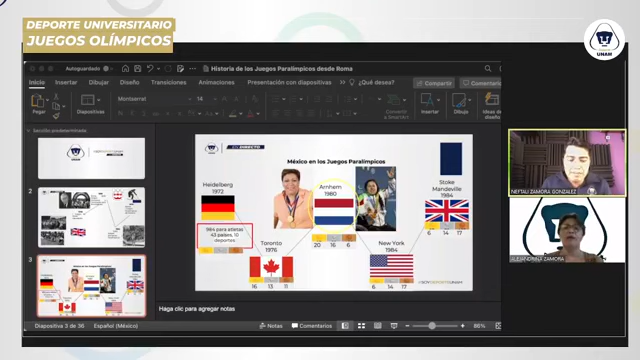 DEPORTE UNIVERSITARIO
JUEGOS OLÍMPICOS
UNAM
Autoguardado
Historia de los Juegos Paralimpicos desde Roma
Inicio Insertar Dibujar Diseño Transiciones Animaciones Presentación con diapositivas ¿Qué desea? Compartir Comentarios
Montserrat 14
Pegar Diapositivas Convertir a SmartArt Insertar Dibujo Ideas de diseño
Sección predeterminada
2
3
EN DIRECTO
México en los Juegos Paralímpicos
Heidelberg
1972
984 para atletas
43 países, 10
deportes
Toronto
1976
16 13 11
Arnhem
1980
20 16 6
New York
1984
6 14 17
Stoke
Mandeville
1984
6 14 17
Haga clic para agregar notas
Diapositiva 3 de 36 Español (México) Notas Comentarios 86%
NEFTALI ZAMORA GONZALEZ
ALEJANDRINA ZAMORA